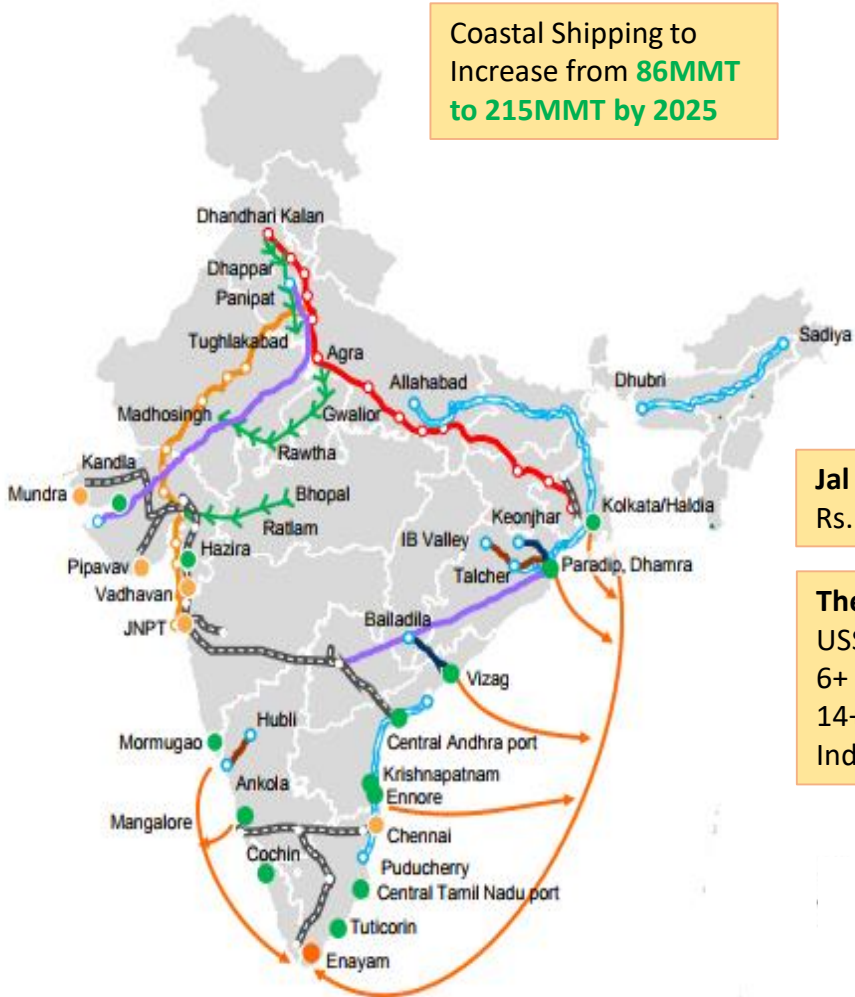 Coastal Shipping to
Increase from 86MMT
to 215MMT by 2025
Dhandhari Kalan
Dhappar
Panipat
Tughlakabad
Agra
Sadiya
Allahabad
Dhubri
Madhosingh
Gwalior
Rawtha
Kandla
Mundra
Bhopal
Ratlam
Jal
Rs.
Keonjhar
Kolkata/Haldia
Hazira
IB Valley
Pipavav
Talcher
Paradip, Dhamra
Vadhavan
The
US$
6+
14-
Ind
JNPT
Bailadila
Vizag
Hubli
Mormugao
Central Andhra port
Ankola
Krishnapatnam
Ennore
Mangalore
Chennai
Cochin
Puducherry
Central Tamil Nadu port
Tuticorin
Enayam